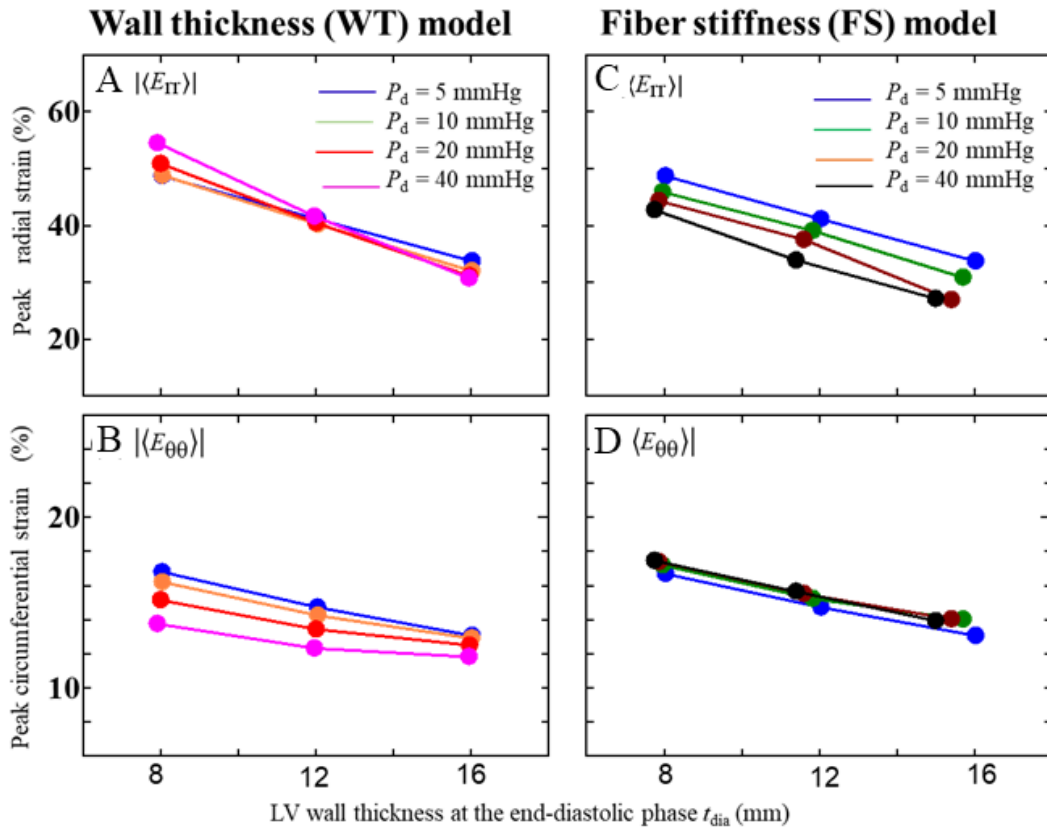 Wall thickness (WT) model
Fiber stiffness (FS) model
A |⟨Err⟩|
Pd = 5 mmHg
Pd = 10 mmHg
Pd = 20 mmHg
Pd = 40 mmHg
C ⟨Err⟩|
Pd = 5 mmHg
Pd = 10 mmHg
Pd = 20 mmHg
Pd = 40 mmHg
Peak radial strain (%)
60
40
20
B |⟨Eθθ⟩|
D ⟨Eθθ⟩|
Peak circumferential strain (%)
20
10
8 12 16
8 12 16
LV wall thickness at the end-diastolic phase tdia (mm)